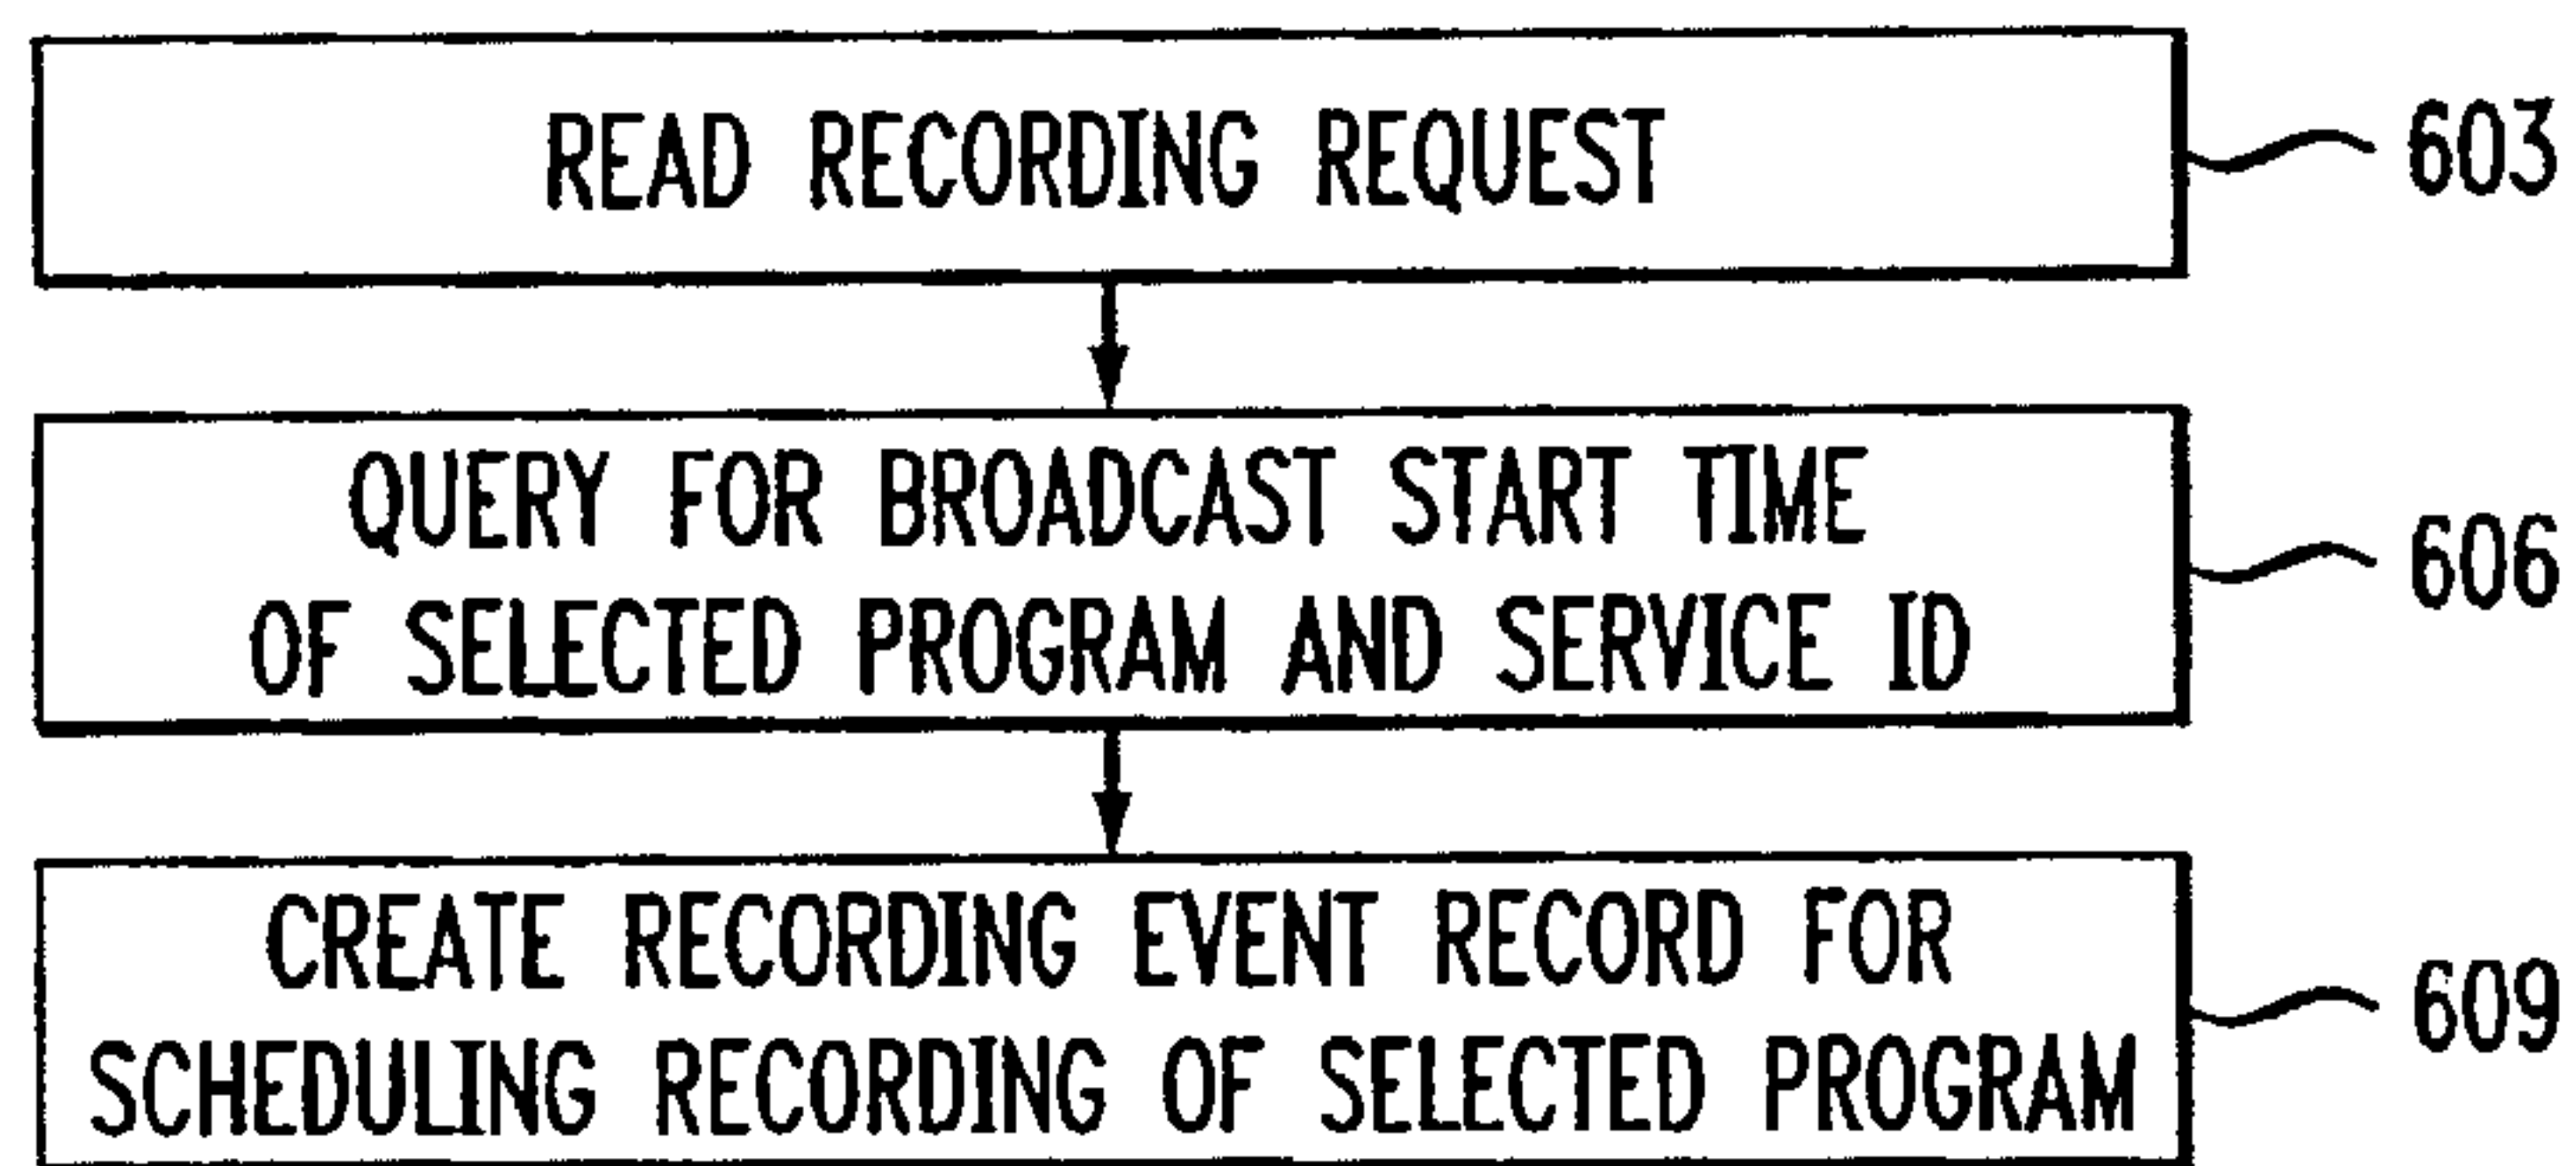 READ RECORDING REQUEST
603
QUERY FOR BROADCAST START TIME
OF SELECTED PROGRAM AND SERVICE ID
606
CREATE RECORDING EVENT RECORD FOR
SCHEDULING RECORDING OF SELECTED PROGRAM
609